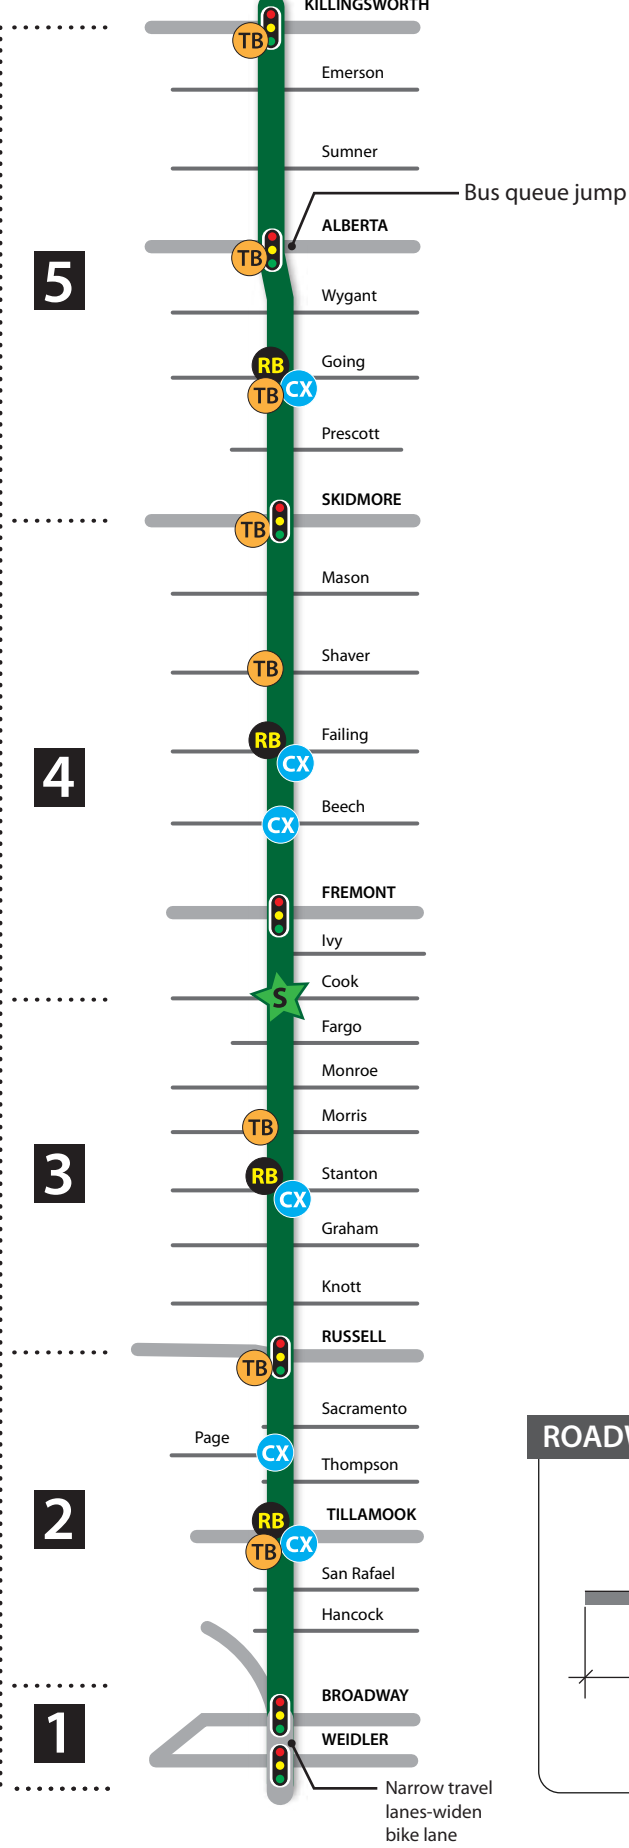 KILLINGSWORTH
TB
Emerson
Sumner
Bus queue jump
ALBERTA
TB
5
Wygant
Going
RB
TB
CX
Prescott
SKIDMORE
TB
Mason
Shaver
TB
Failing
RB
CX
4
Beech
CX
FREMONT
Ivy
Cook
S
Fargo
Monroe
Morris
TB
3
Stanton
RB
CX
Graham
Knott
RUSSELL
TB
Sacramento
Page
CX
Thompson
2
TILLAMOOK
RB
TB
CX
San Rafael
Hancock
BROADWAY
1
WEIDLER
Narrow travel
lanes-widen
bike lane